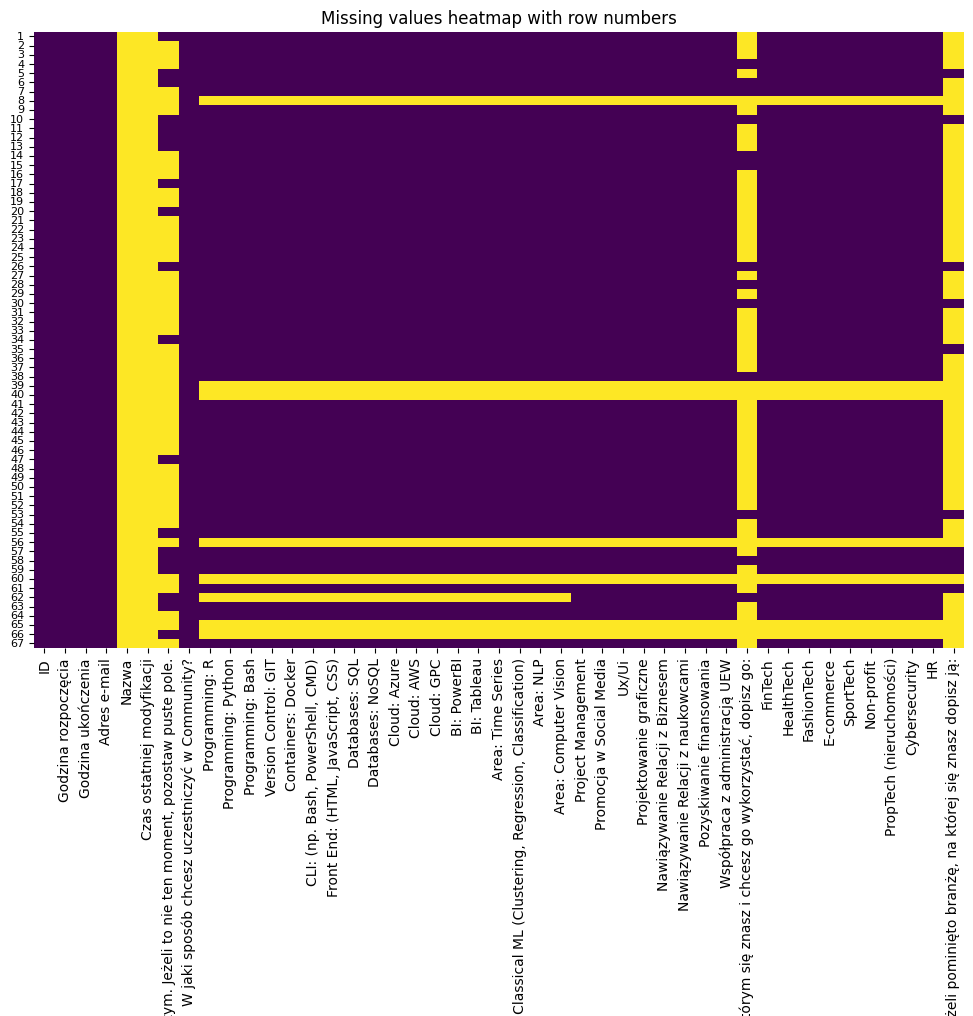 Missing values heatmap with row numbers
1
2
3
4
5
6
7
8
9
10
11
12
13
14
15
16
17
18
19
20
21
22
23
24
25
26
27
28
29
30
31
32
33
34
35
36
37
38
39
40
41
42
43
44
45
46
47
48
49
50
51
52
53
54
55
56
57
58
59
60
61
62
63
64
65
66
67
ID
Godzina rozpoczęcia
Godzina ukończenia
Adres e-mail
Nazwa
Czas ostatniej modyfikacji
Jeżeli to nie ten moment, pozostaw puste pole.
W jaki sposób chcesz uczestniczyć w Community?
Programming: R
Programming: Python
Programming: Bash
Version Control: GIT
Containers: Docker
CLI: (np. Bash, PowerShell, CMD)
Front End: (HTML, JavaScript, CSS)
Databases: SQL
Databases: NoSQL
Cloud: Azure
Cloud: AWS
Cloud: GPC
BI: PowerBI
BI: Tableau
Area: Time Series
Classical ML (Clustering, Regression, Classification)
Area: NLP
Area: Computer Vision
Project Management
Promocja w Social Media
Ux/Ui
Projektowanie graficzne
Nawiązywanie Relacji z Biznesem
Nawiązywanie Relacji z naukowcami
Pozyskiwanie finansowania
Współpraca z administracją UEW
którym się znasz i chcesz go wykorzystać, dopisz go:
FinTech
HealthTech
FashionTech
E-commerce
SportTech
Non-profit
PropTech (nieruchomości)
Cybersecurity
HR
pominięto branżę, na której się znasz dopisz ją: